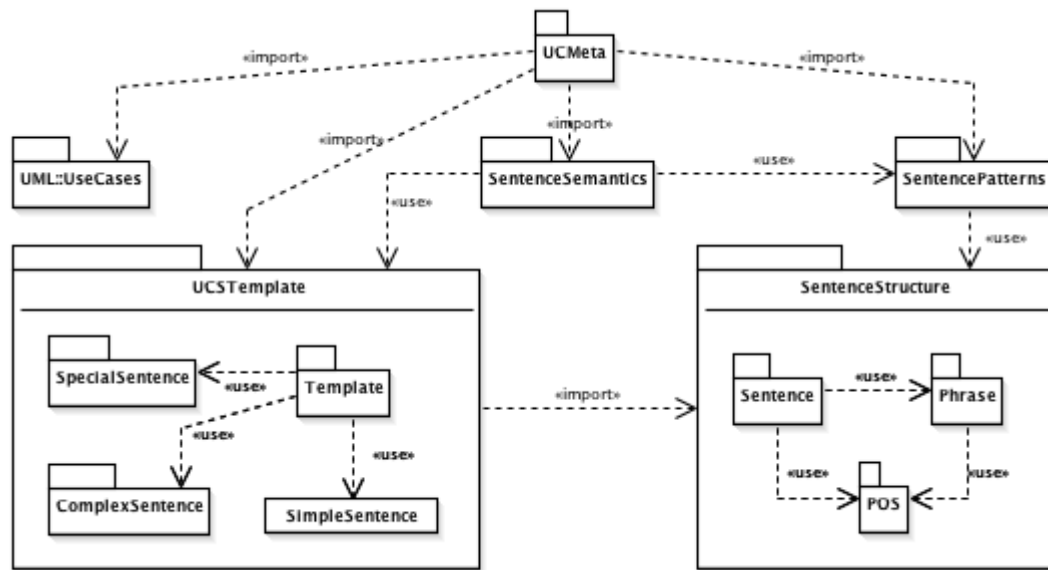 UCMeta
«import»
«import»
«import»
«import»
UML::UseCases
SentenceSemantics
«use»
SentencePatterns
«use»
«use»
UCSTemplate
SentenceStructure
SpecialSentence
«use»
Template
Sentence
«use»
Phrase
«import»
«use»
«use»
«use»
«use»
ComplexSentence
SimpleSentence
POS